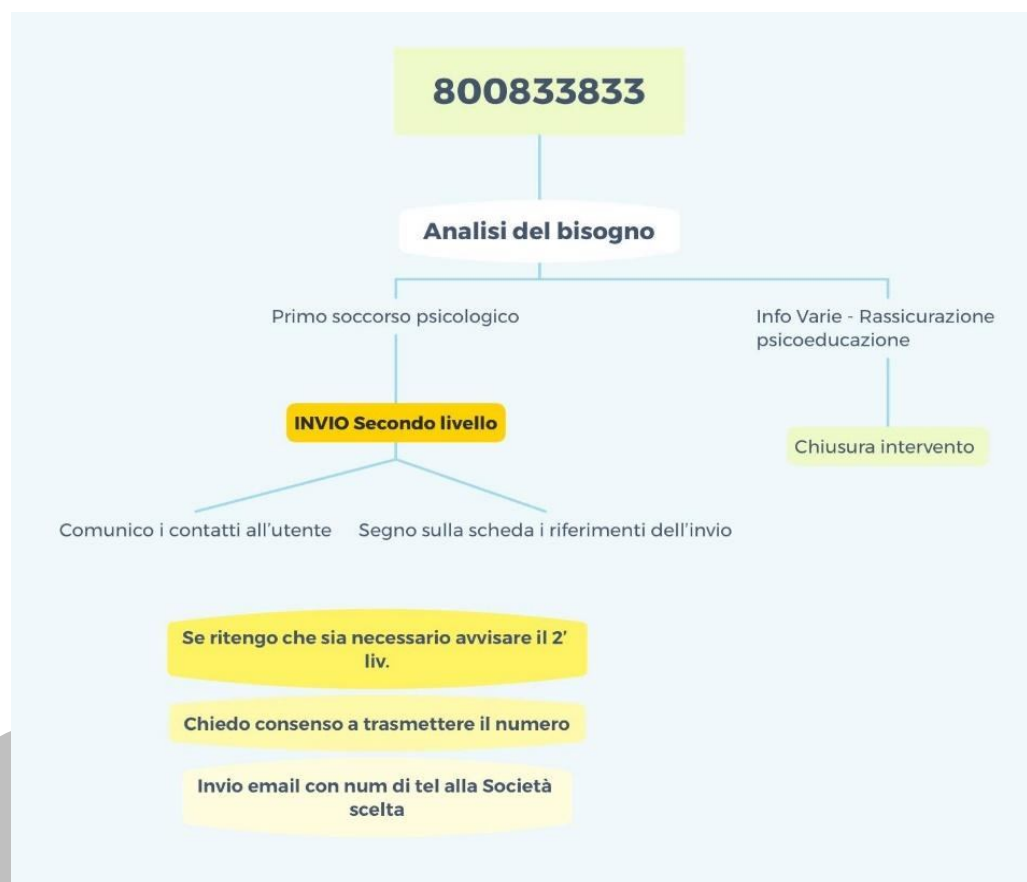 800833833
Analisi del bisogno
Primo soccorso psicologico
Info Varie - Rassicurazione
psicoeducazione
INVIO Secondo livello
Chiusura intervento
Comunico i contatti all'utente
Segno sulla scheda i riferimenti dell'invio
Se ritengo che sia necessario avvisare il 2'
liv.
Chiedo consenso a trasmettere il numero
Invio email con num di tel alla Società
scelta